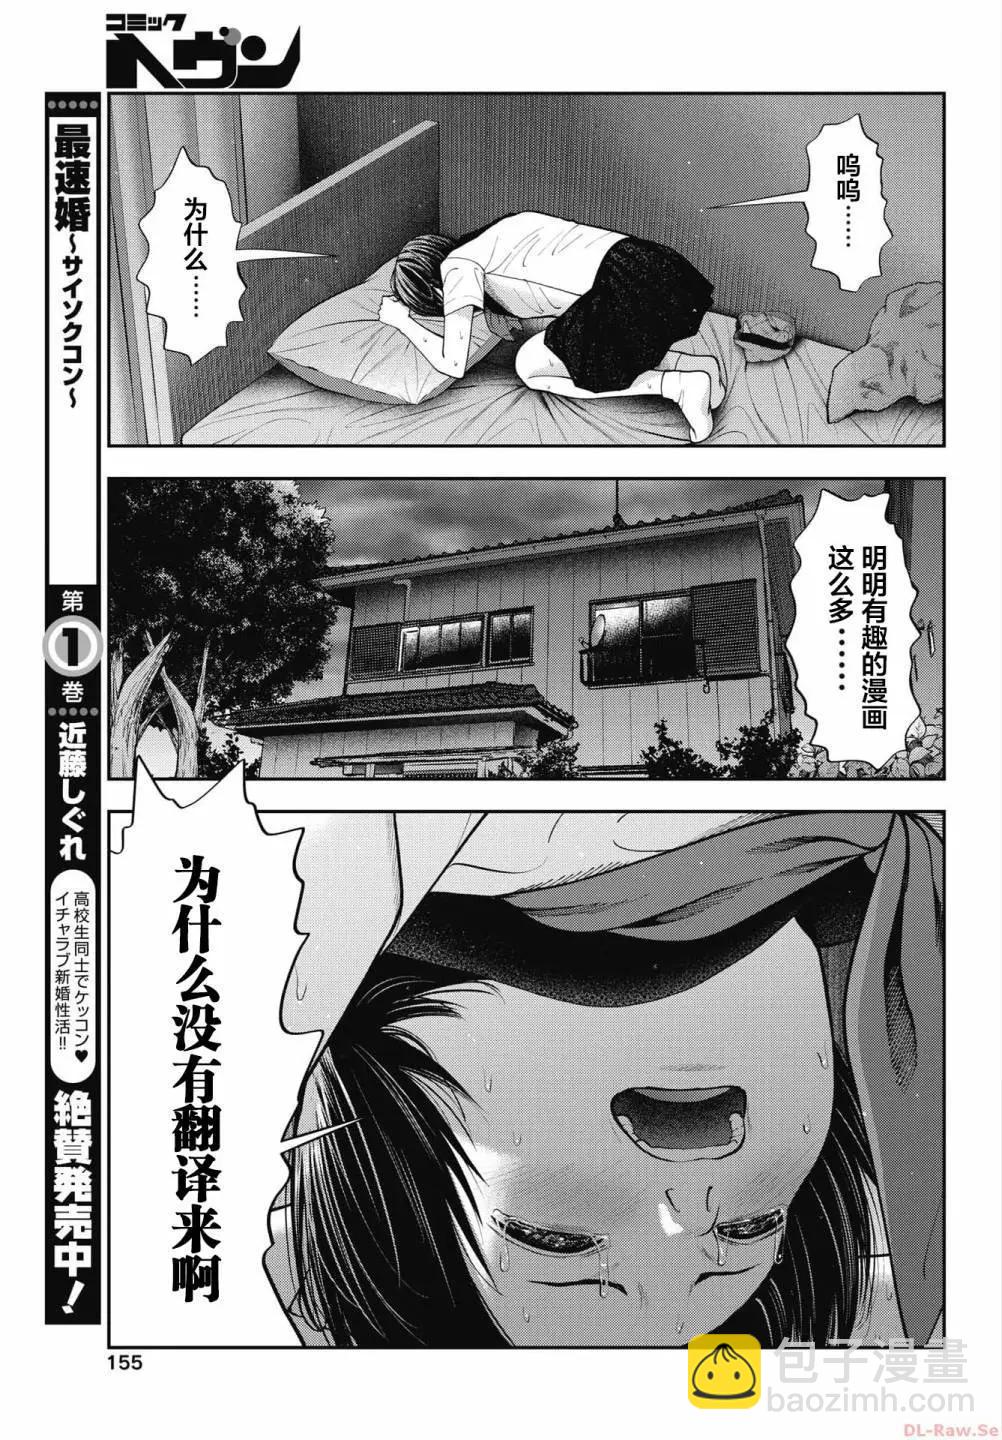 コミック
ヘヴン
呜呜……
为什么……
明明有趣的漫画
这么多……
为什么没有翻译来啊
最速婚
～サイソクコン～
第
1
巻
近藤しぐれ
高校生同士でケッコン♥
イチャラブ新婚性活!!
絶賛発売中！
155
包子漫畫
baozimh.com
DL-Raw.Se